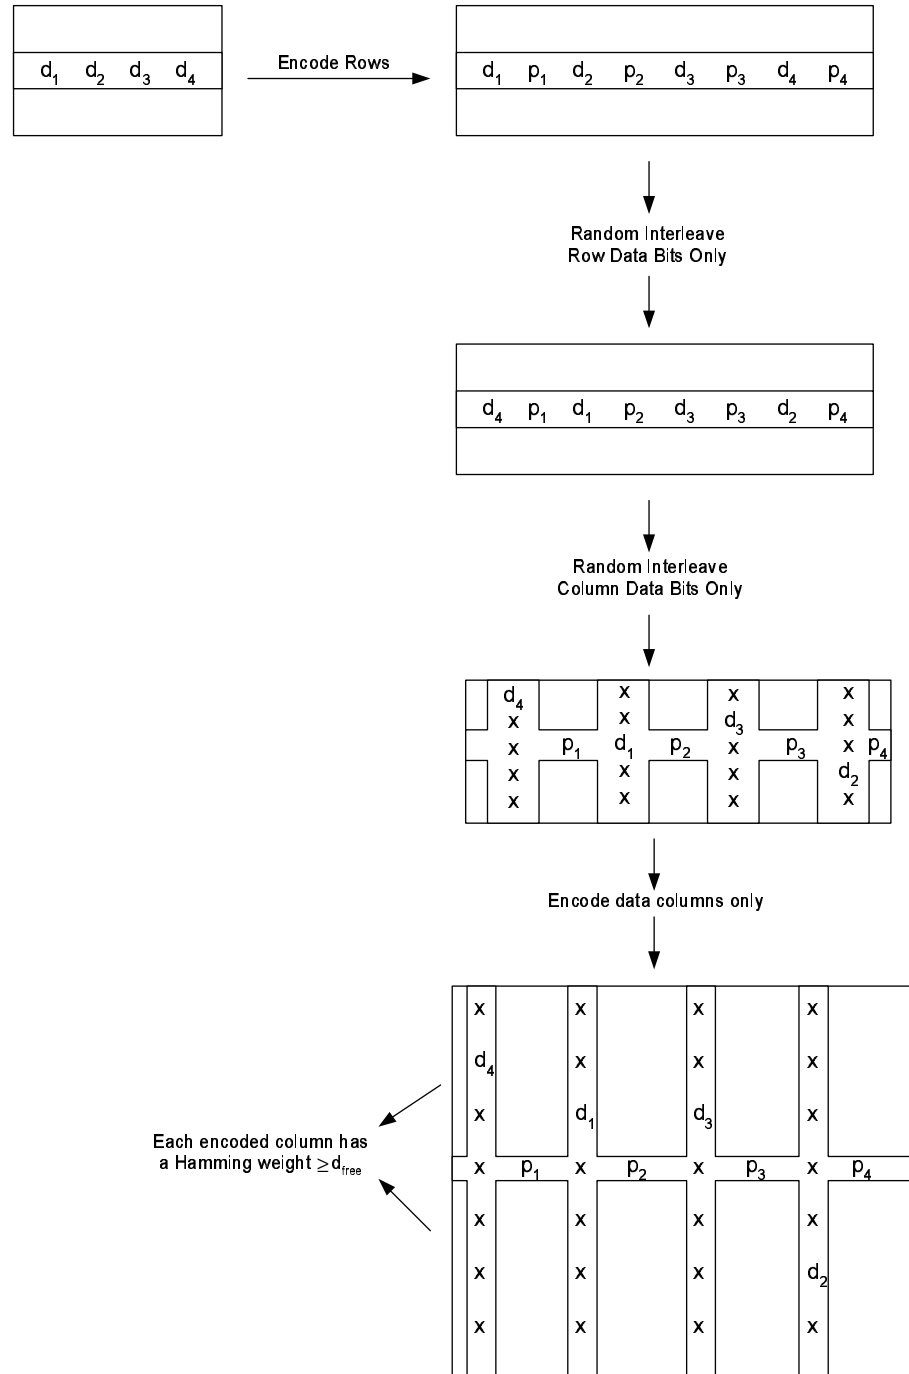 d1 d2 d3 d4
Encode Rows
d1 p1 d2 p2 d3 p3 d4 p4
Random Interleave
Row Data Bits Only
d4 p1 d1 p2 d3 p3 d2 p4
Random Interleave
Column Data Bits Only
d4 x x x
x x d3 x
x p1 d1 p2 x p3 x p4
x x x d2
x x x x
Encode data columns only
x x x x
d4 x x x
x d1 d3 x
Each encoded column has
a Hamming weight ≥dfree
x p1 x p2 x p3 x p4
x x x x
x x x d2
x x x x